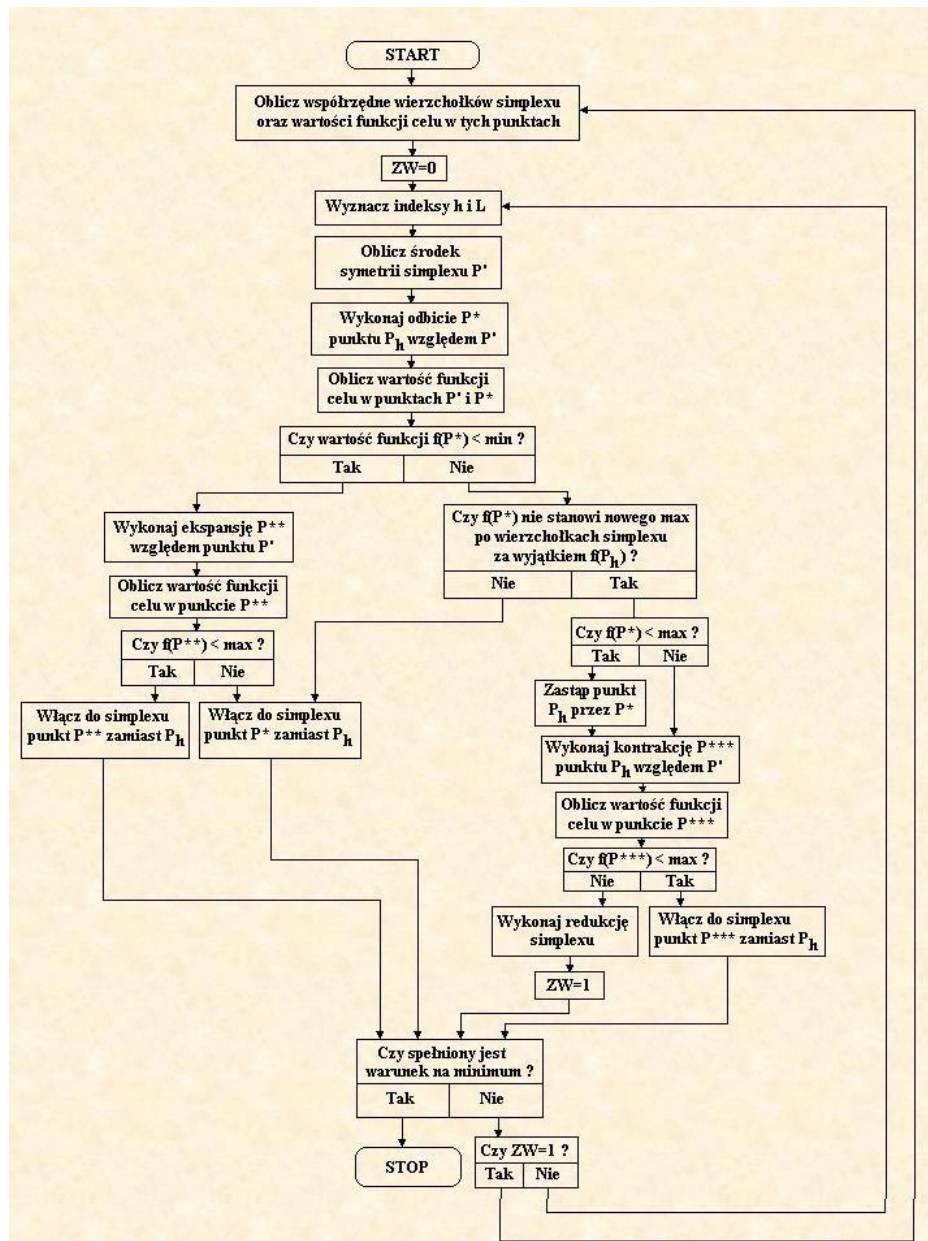 START
Oblicz współrzędne wierzchołków simplexu
oraz wartości funkcji celu w tych punktach
ZW=0
Wyznacz indeksy h i L
Oblicz środek
symetrii simplexu P'
Wykonaj odbicie P*
punktu Ph względem P'
Oblicz wartość funkcji
celu w punktach P' i P*
Czy wartość funkcji f(P*) < min ?
Tak
Nie
Wykonaj ekspansję P**
względem punktu P'
Oblicz wartość funkcji
celu w punkcie P**
Czy f(P**) < max ?
Tak
Nie
Włącz do simplexu
punkt P** zamiast Ph
Włącz do simplexu
punkt P* zamiast Ph
Czy f(P*) nie stanowi nowego max
po wierzchołkach simplexu
za wyjątkiem f(Ph) ?
Nie
Tak
Czy f(P*) < max ?
Tak
Nie
Zastąp punkt
Ph przez P*
Wykonaj kontrakcję P***
punktu Ph względem P'
Oblicz wartość funkcji
celu w punkcie P***
Czy f(P***) < max ?
Nie
Tak
Wykonaj redukcję
simplexu
ZW=1
Włącz do simplexu
punkt P*** zamiast Ph
Czy spełniony jest
warunek na minimum ?
Tak
Nie
STOP
Czy ZW=1 ?
Tak
Nie